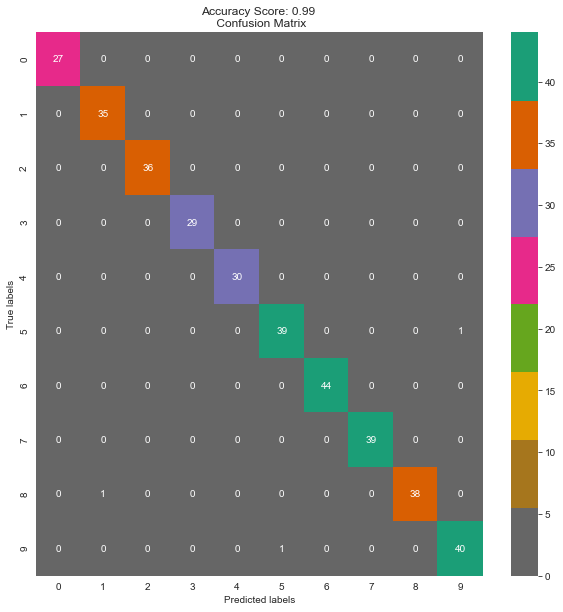 Accuracy Score: 0.99
Confusion Matrix
0 27 0 0 0 0 0 0 0 0 0
1 0 35 0 0 0 0 0 0 0 0
2 0 0 36 0 0 0 0 0 0 0
3 0 0 0 29 0 0 0 0 0 0
4 0 0 0 0 30 0 0 0 0 0
5 0 0 0 0 0 39 0 0 0 1
6 0 0 0 0 0 0 44 0 0 0
7 0 0 0 0 0 0 0 39 0 0
8 0 1 0 0 0 0 0 0 38 0
9 0 0 0 0 0 1 0 0 0 40
True labels
0 1 2 3 4 5 6 7 8 9
Predicted labels
40
35
30
25
20
15
10
5
0